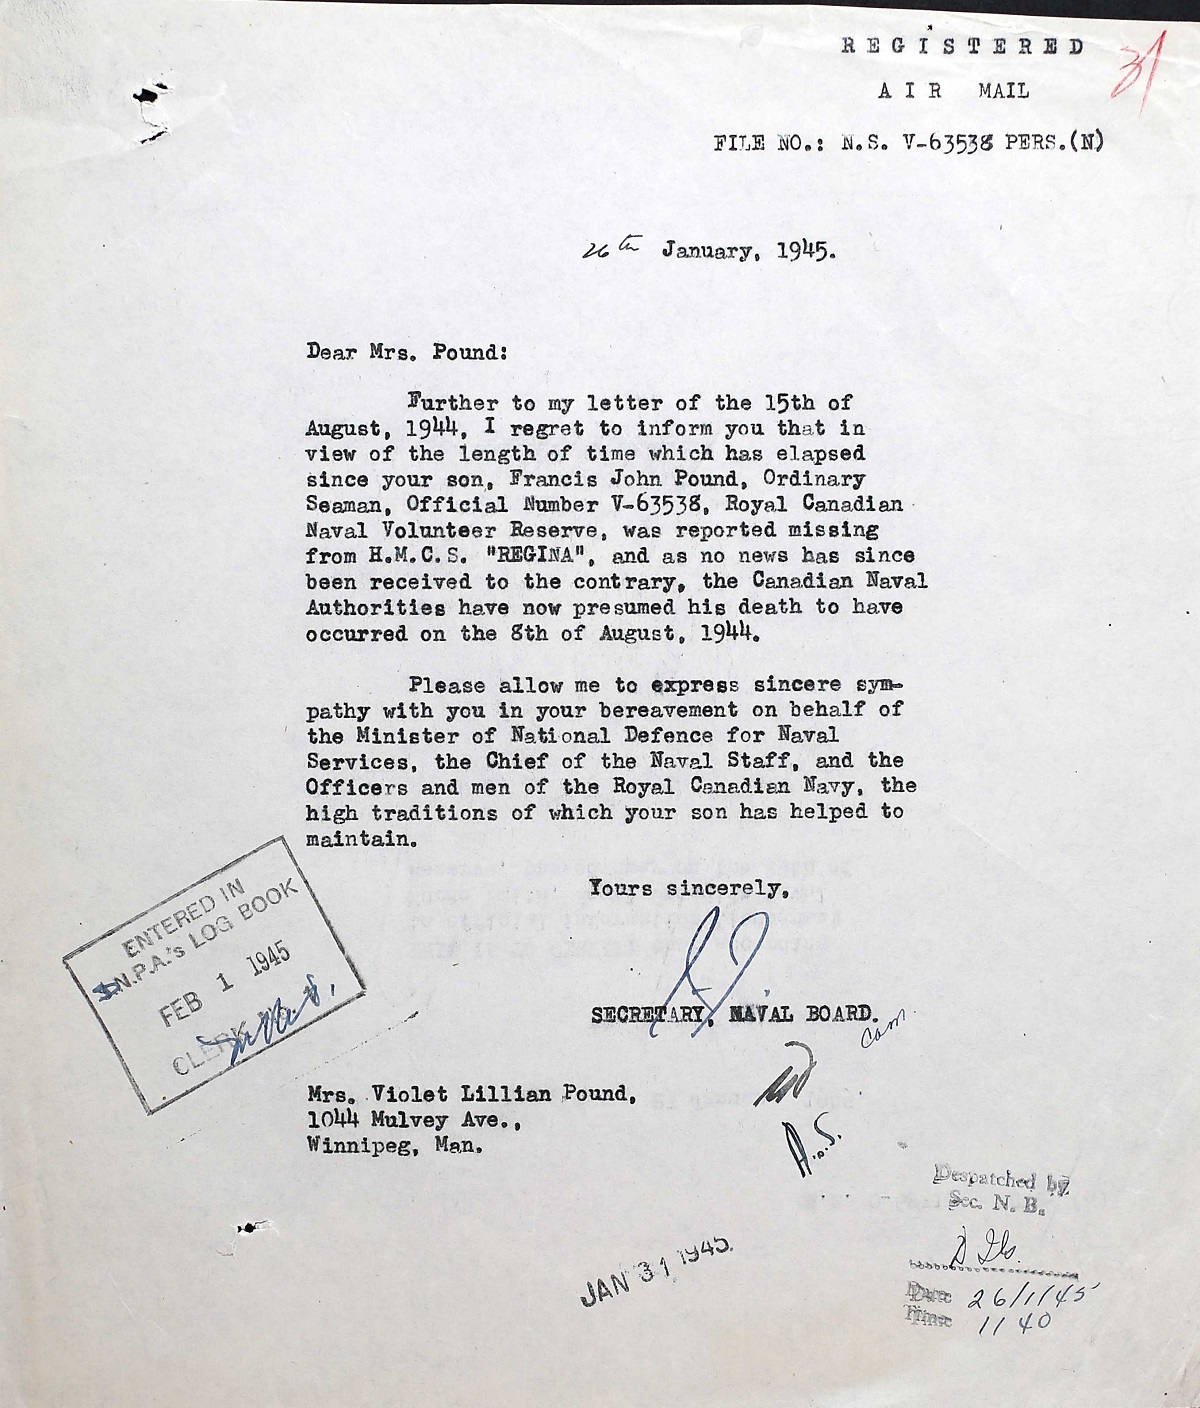 REGISTERED
31
AIR MAIL
FILE NO.: N.S. V-63538 PERS.(N)
26th January, 1945.
Dear Mrs. Pound:
Further to my letter of the 15th of
August, 1944, I regret to inform you that in
view of the length of time which has elapsed
since your son, Francis John Pound, Ordinary
Seaman, Official Number V-63538, Royal Canadian
Naval Volunteer Reserve, was reported missing
from H.M.C.S. "REGINA", and as no news has since
been received to the contrary, the Canadian Naval
Authorities have now presumed his death to have
occurred on the 8th of August, 1944.
Please allow me to express sincere sym-
pathy with you in your bereavement on behalf of
the Minister of National Defence for Naval
Services, the Chief of the Naval Staff, and the
Officers and men of the Royal Canadian Navy, the
high traditions of which your son has helped to
maintain.
Yours sincerely,
SECRETARY, NAVAL BOARD.
ENTERED IN
N.P.A.'s LOG BOOK
FEB 1 1945
CLERK
Mrs. Violet Lillian Pound,
1044 Mulvey Ave.,
Winnipeg, Man.
A.S.
Despatched by
Sec. N. B.
Date 26/1/45
Time 1140
JAN 31 1945